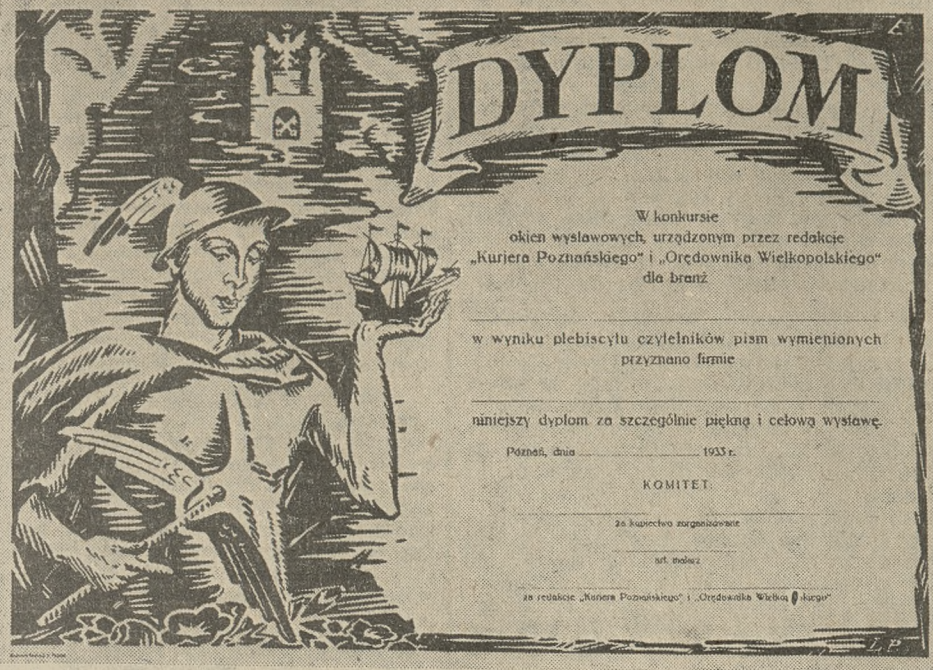 DYPLOM
W konkursie
okien wystawowych, urządzonym przez redakcje
„Kurjera Poznańskiego“ i „Orędownika Wielkopolskiego“
dla branż
w wyniku plebiscytu czytelników pism wymienionych
przyznano firmie
niniejszy dyplom za szczególnie piękną i celową wystawę.
Poznań, dnia 1933 r.
KOMITET:
za kupiectwo zorganizowane
art. malarz
za redakcje „Kurjera Poznańskiego“ i „Orędownika